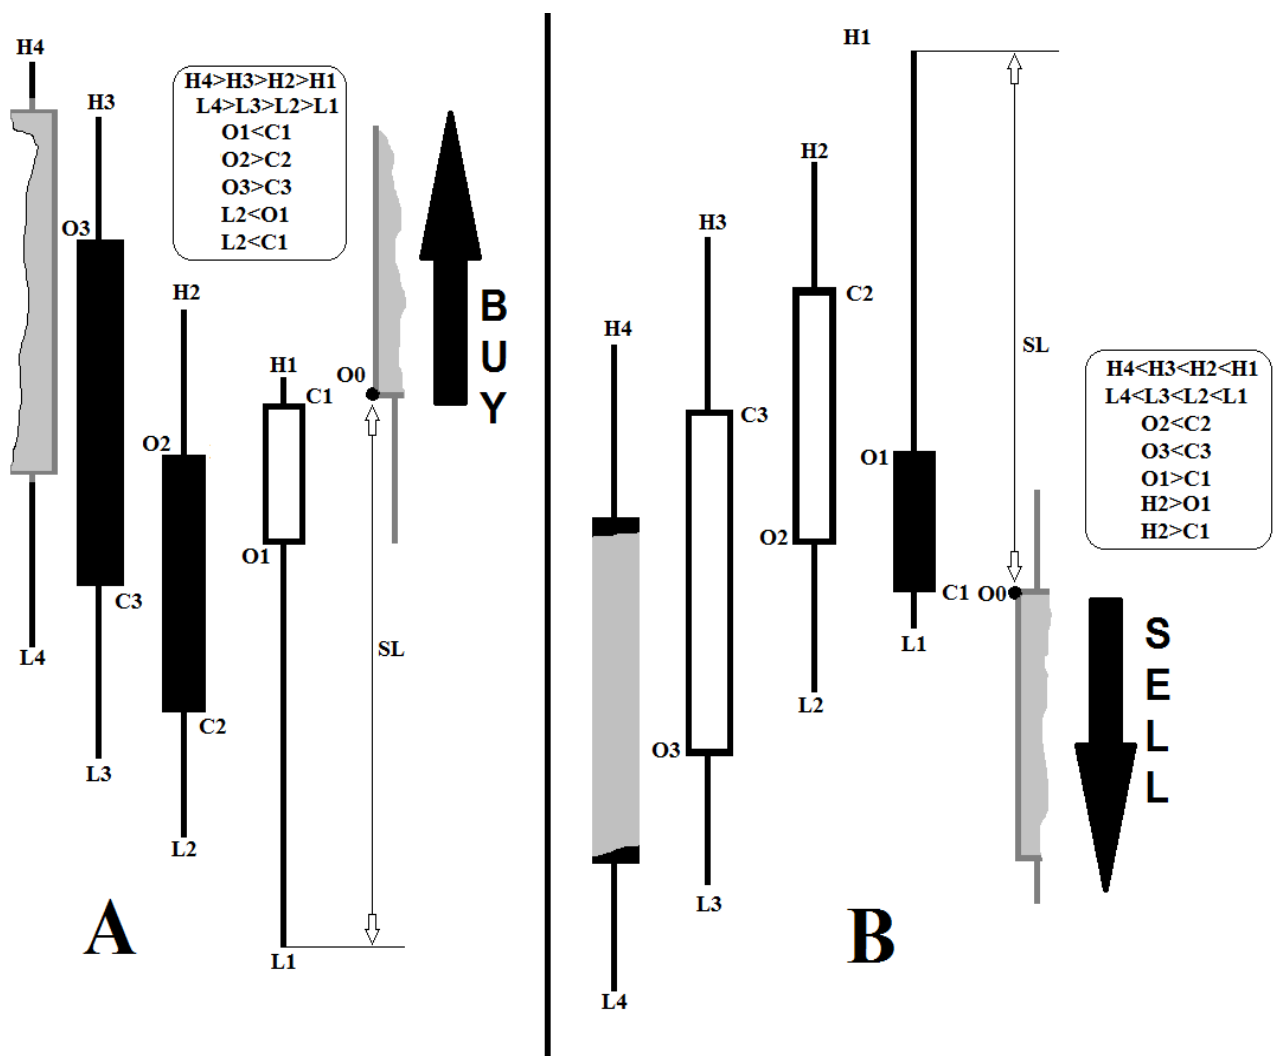 H4
H3
H4>H3>H2>H1
L4>L3>L2>L1
O1<C1
O2>C2
O3>C3
L2<O1
L2<C1
O3
H2
H1
C1
O0
O2
O1
C3
L4
SL
C2
L3
L2
L1
BUY
A
H1
H2
H3
C2
H4
SL
H4<H3<H2<H1
L4<L3<L2<L1
O2<C2
O3<C3
O1>C1
H2>O1
H2>C1
C3
O1
O2
C1
O0
L1
L2
O3
L3
L4
SELL
B